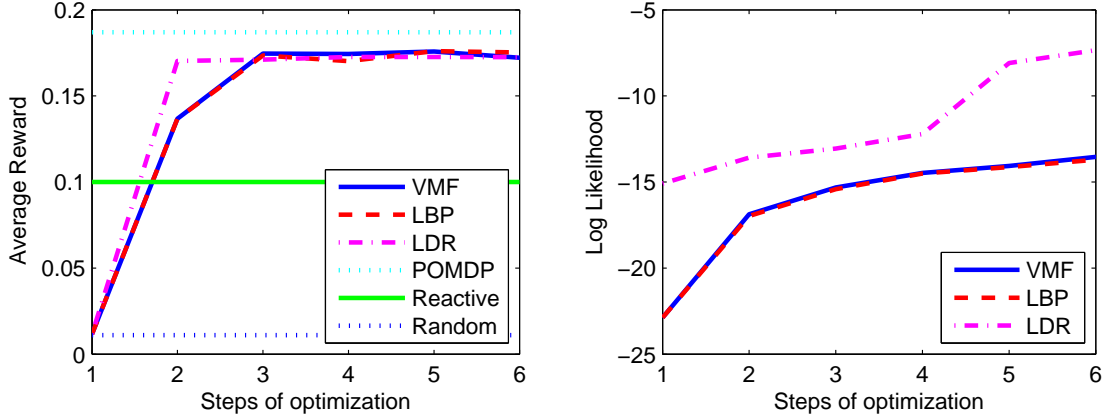 0.2
0.15
0.1
0.05
0
Average Reward
VMF
LBP
LDR
POMDP
Reactive
Random
1 2 3 4 5 6
Steps of optimization
−5
−10
−15
−20
−25
Log Likelihood
VMF
LBP
LDR
1 2 3 4 5 6
Steps of optimization